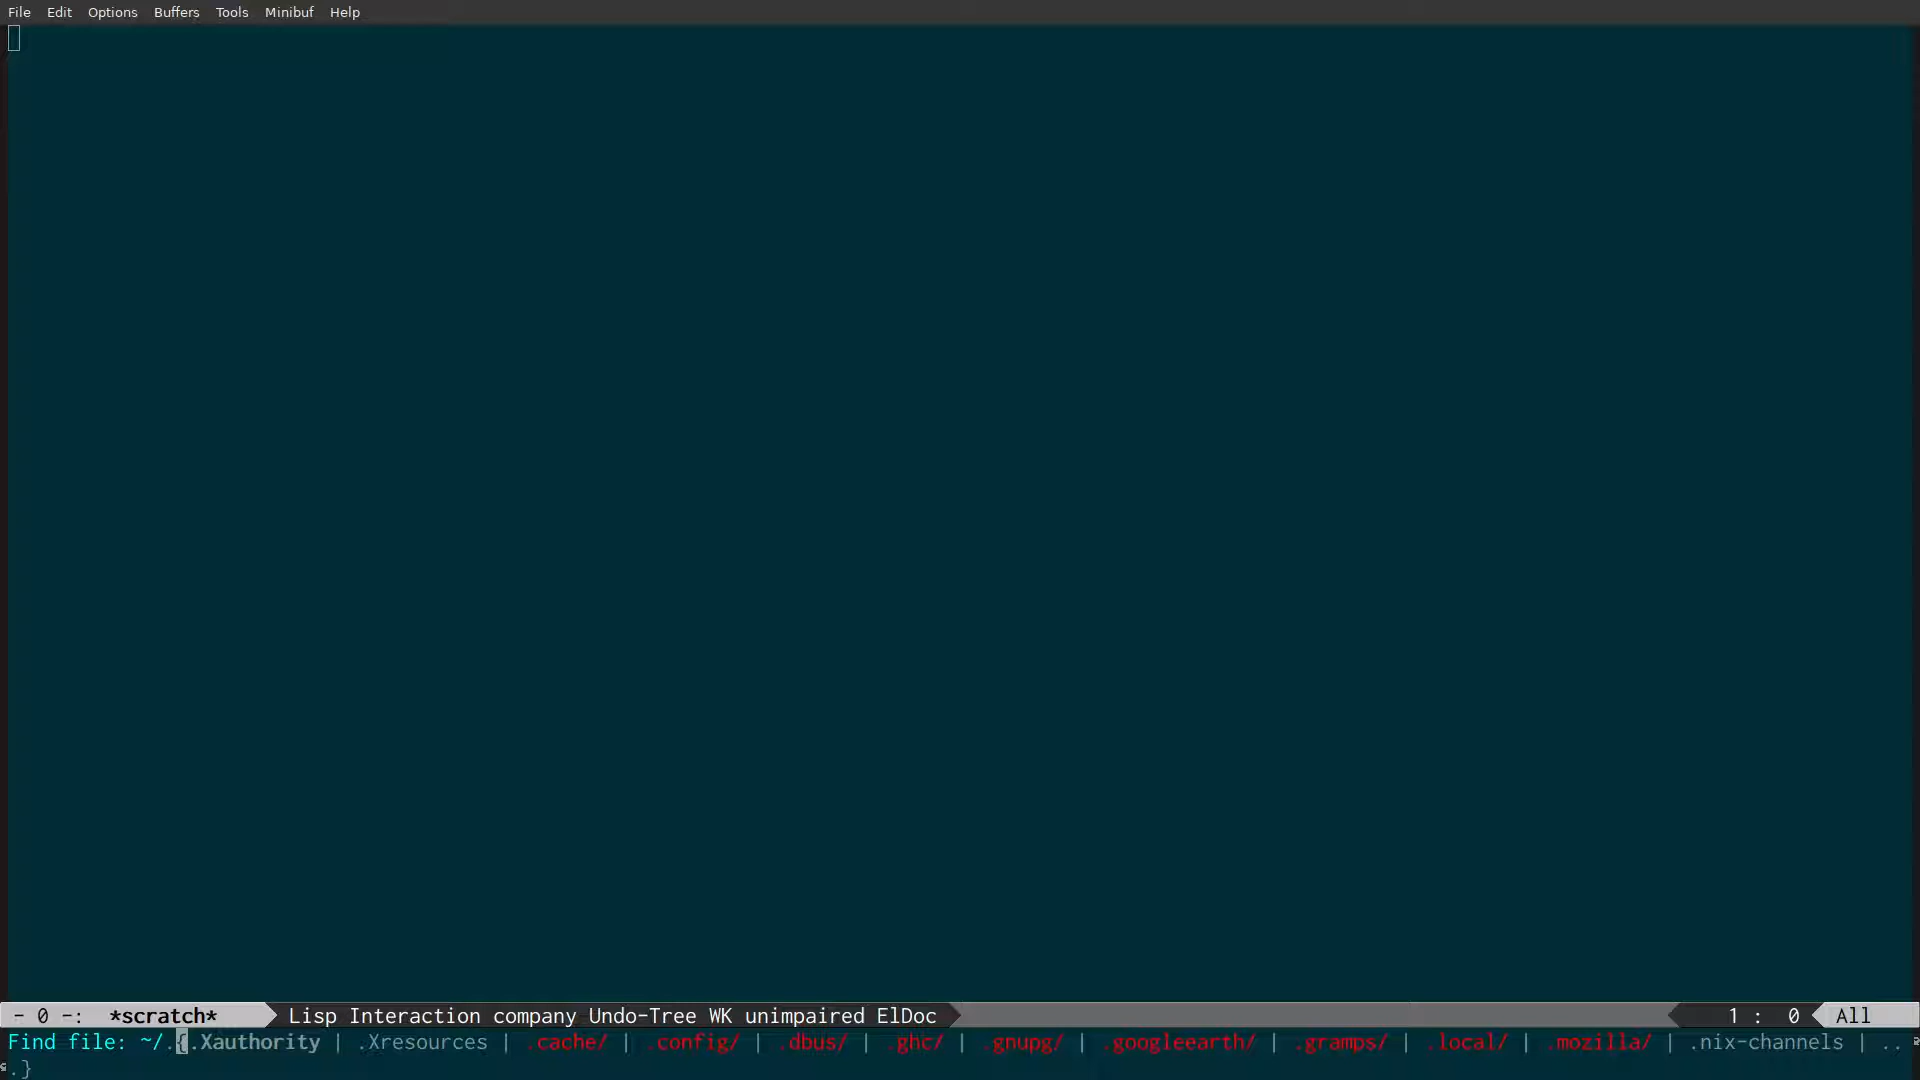 File Edit Options Buffers Tools Minibuf Help
- 0 -: *scratch* Lisp Interaction company Undo-Tree WK unimpaired ElDoc 1 : 0 All
Find file: ~/.{.Xauthority | .Xresources | .cache/ | .config/ | .dbus/ | .ghc/ | .gnupg/ | .googleearth/ | .gramps/ | .local/ | .mozilla/ | .nix-channels | ..
.}